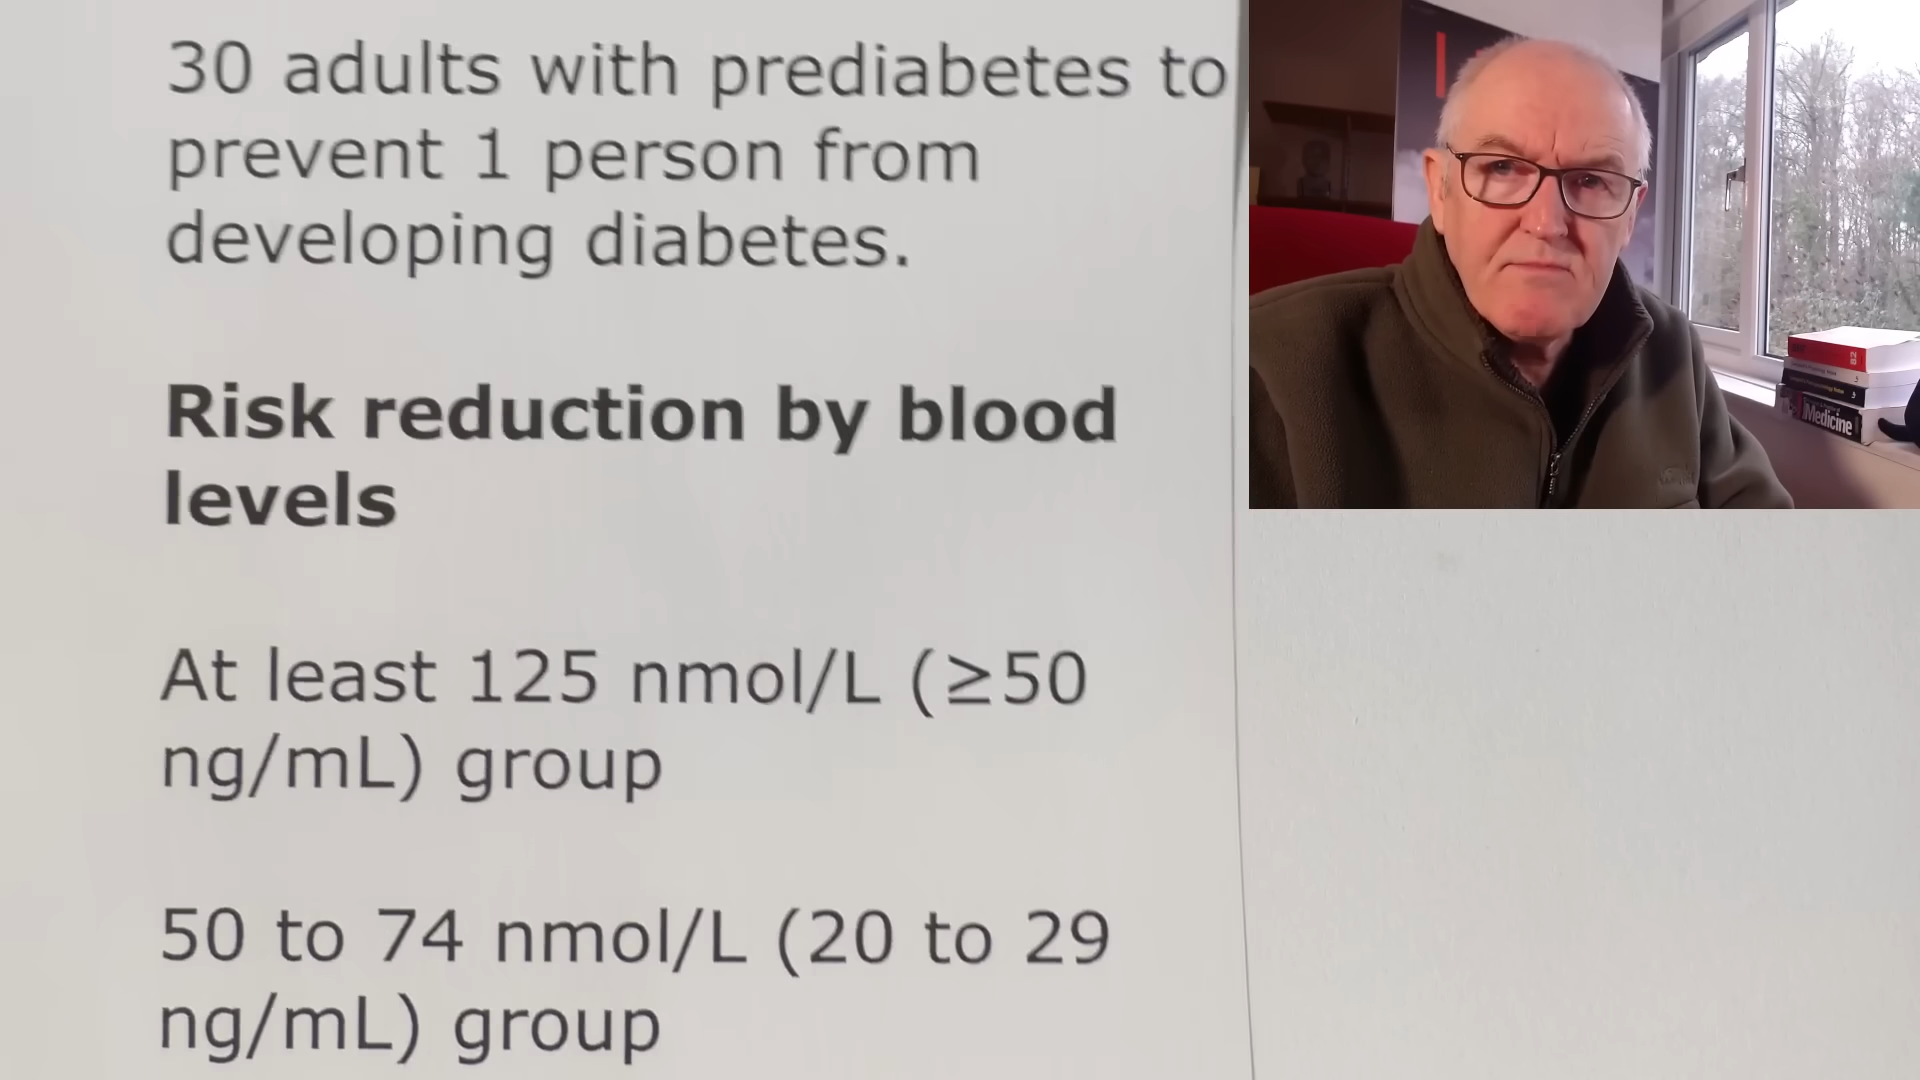 30 adults with prediabetes to
prevent 1 person from
developing diabetes.
Risk reduction by blood
levels
At least 125 nmol/L (≥50
ng/mL) group
50 to 74 nmol/L (20 to 29
ng/mL) group
Medicine